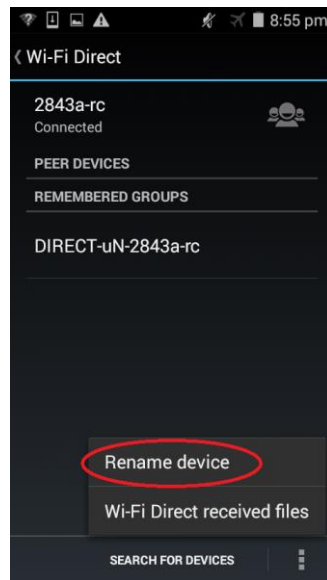 8:55 pm
Wi-Fi Direct
2843a-rc
Connected
PEER DEVICES
REMEMBERED GROUPS
DIRECT-uN-2843a-rc
Rename device
Wi-Fi Direct received files
SEARCH FOR DEVICES